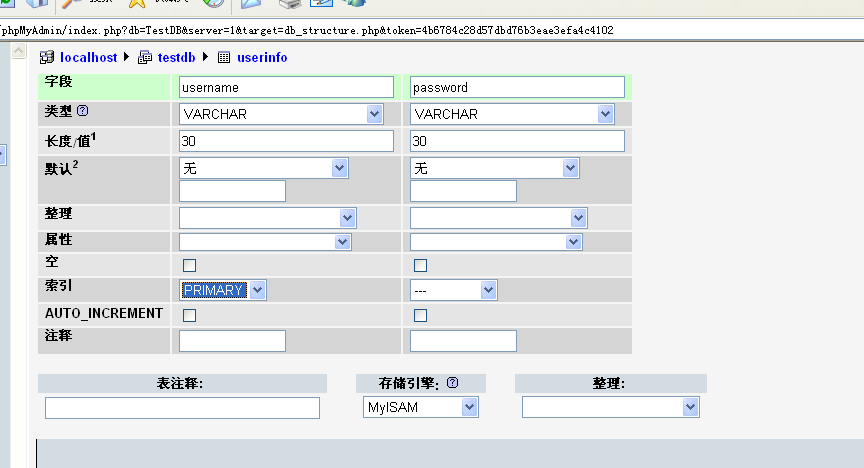 /phpMyAdmin/index.php?db=TestDB&server=1&target=db_structure.php&token=4b6784c28d57dbd76b3eae3efa4c4102
localhost testdb userinfo
字段 username password
类型 VARCHAR VARCHAR
长度/值1 30 30
默认2 无 无
整理
属性
空
索引 PRIMARY ---
AUTO_INCREMENT
注释
表注释: 存储引擎: 整理:
MyISAM